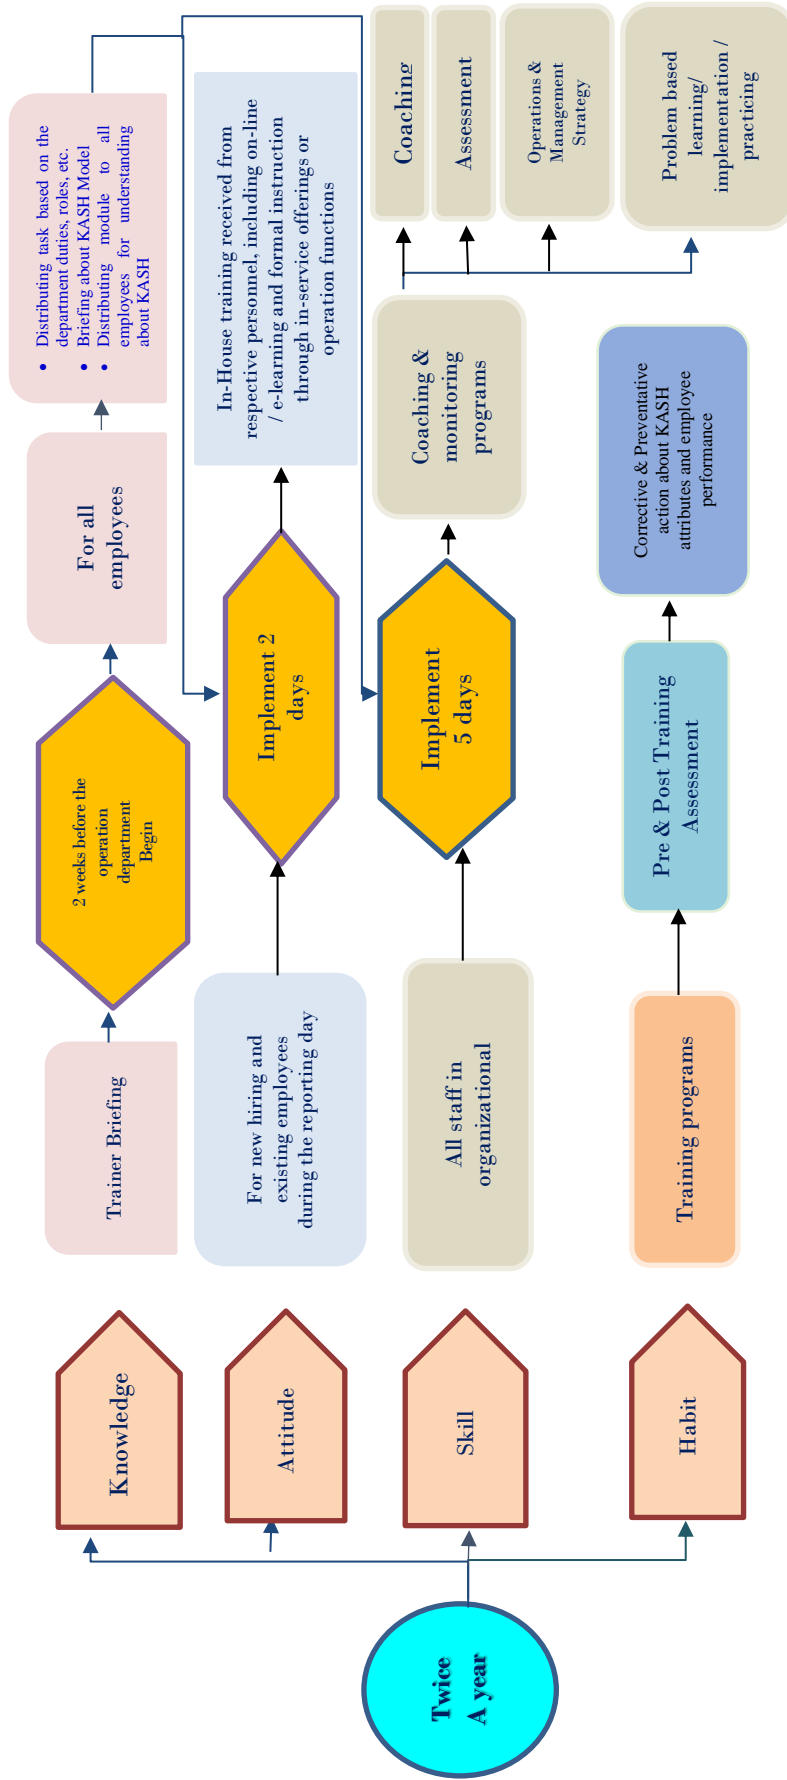 Twice
A year
Knowledge
Trainer Briefing
2 weeks before the
operation
department
Begin
For all
employees
• Distributing task based on the
department duties, roles, etc.
• Briefing about KASH Model
• Distributing module to all
employees for understanding
about KASH
Attitude
For new hiring and
existing employees
during the reporting day
Implement 2
days
In-House training received from
respective personnel, including on-line
/ e-learning and formal instruction
through in-service offerings or
operation functions
Skill
All staff in
organizational
Implement
5 days
Coaching &
monitoring
programs
Coaching
Assessment
Operations &
Management
Strategy
Problem based
learning/
implementation /
practicing
Habit
Training programs
Pre & Post Training
Assessment
Corrective & Preventative
action about KASH
attributes and employee
performance